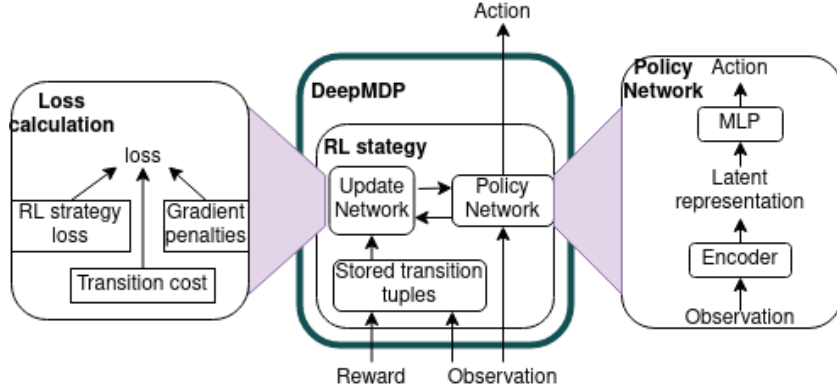 Loss
calculation
loss
RL strategy
loss
Gradient
penalties
Transition cost
Action
DeepMDP
RL stategy
Update
Network
Policy
Network
Stored transition
tuples
Reward
Observation
Policy
Network
Action
MLP
Latent
representation
Encoder
Observation